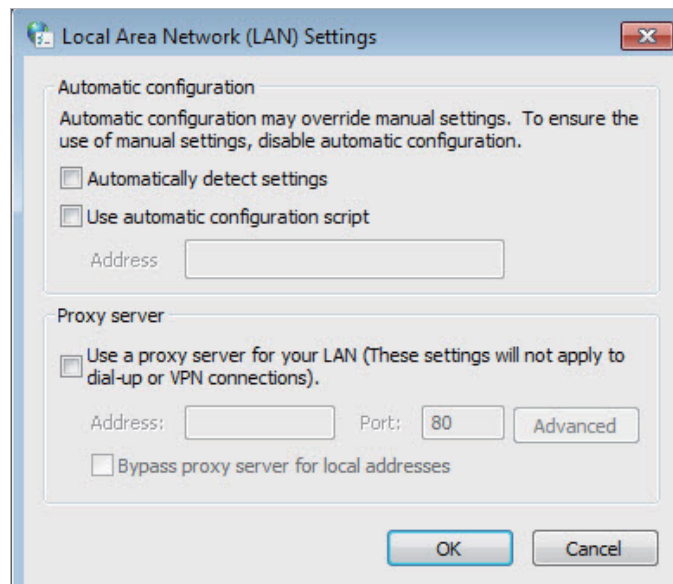 Local Area Network (LAN) Settings
Automatic configuration
Automatic configuration may override manual settings. To ensure the
use of manual settings, disable automatic configuration.
Automatically detect settings
Use automatic configuration script
Address
Proxy server
Use a proxy server for your LAN (These settings will not apply to
dial-up or VPN connections).
Address: Port: 80 Advanced
Bypass proxy server for local addresses
OK Cancel